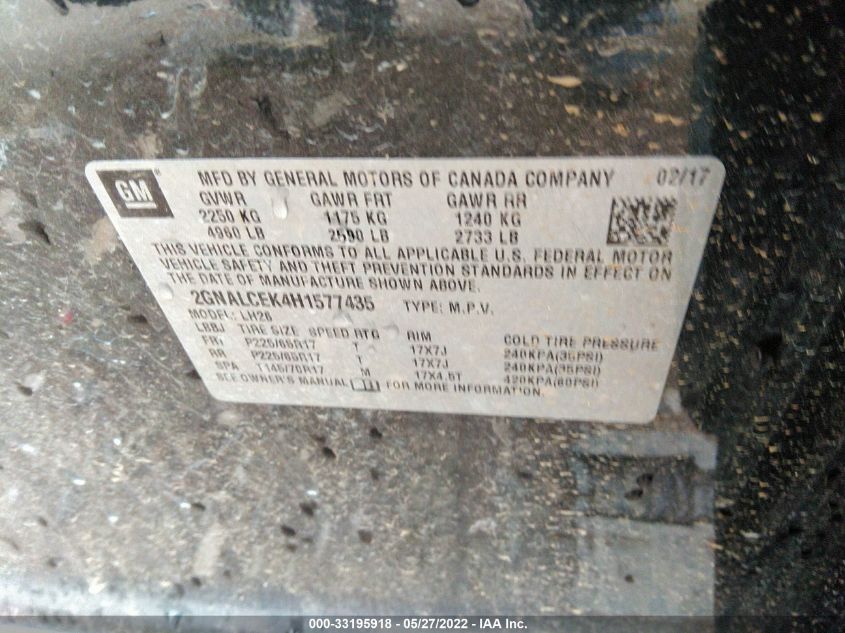 GM MFD BY GENERAL MOTORS OF CANADA COMPANY 02/17
GVWR GAWR FRT GAWR RR
2250 KG 1175 KG 1240 KG
4960 LB 2590 LB 2733 LB
THIS VEHICLE CONFORMS TO ALL APPLICABLE U.S. FEDERAL MOTOR
VEHICLE SAFETY AND THEFT PREVENTION STANDARDS IN EFFECT ON
THE DATE OF MANUFACTURE SHOWN ABOVE.
2GNALCEK4H1577435 TYPE: M.P.V.
MODEL: LH26
LBBJ TIRE SIZE SPEED RTG RIM COLD TIRE PRESSURE
FRT P225/65R17 T 17X7J 240KPA(35PSI)
RR P225/65R17 T 17X7J 240KPA(35PSI)
SPA T145/70R17 M 17X4.5T 420KPA(60PSI)
SEE OWNER'S MANUAL FOR MORE INFORMATION.
000-33195918 - 05/27/2022 - IAA Inc.